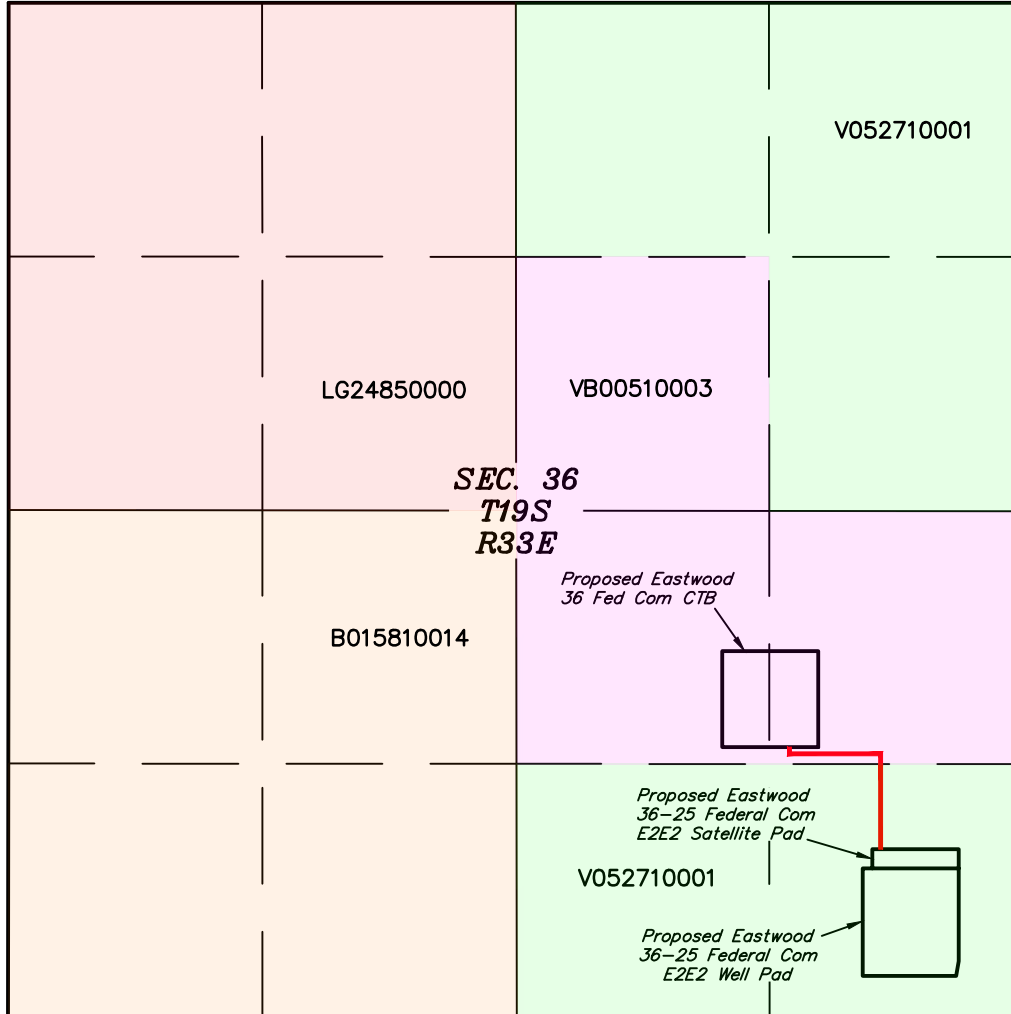 V052710001
LG24850000
VB00510003
SEC. 36
T19S
R33E
Proposed Eastwood
36 Fed Com CTB
B015810014
Proposed Eastwood
36-25 Federal Com
E2E2 Satellite Pad
V052710001
Proposed Eastwood
36-25 Federal Com
E2E2 Well Pad